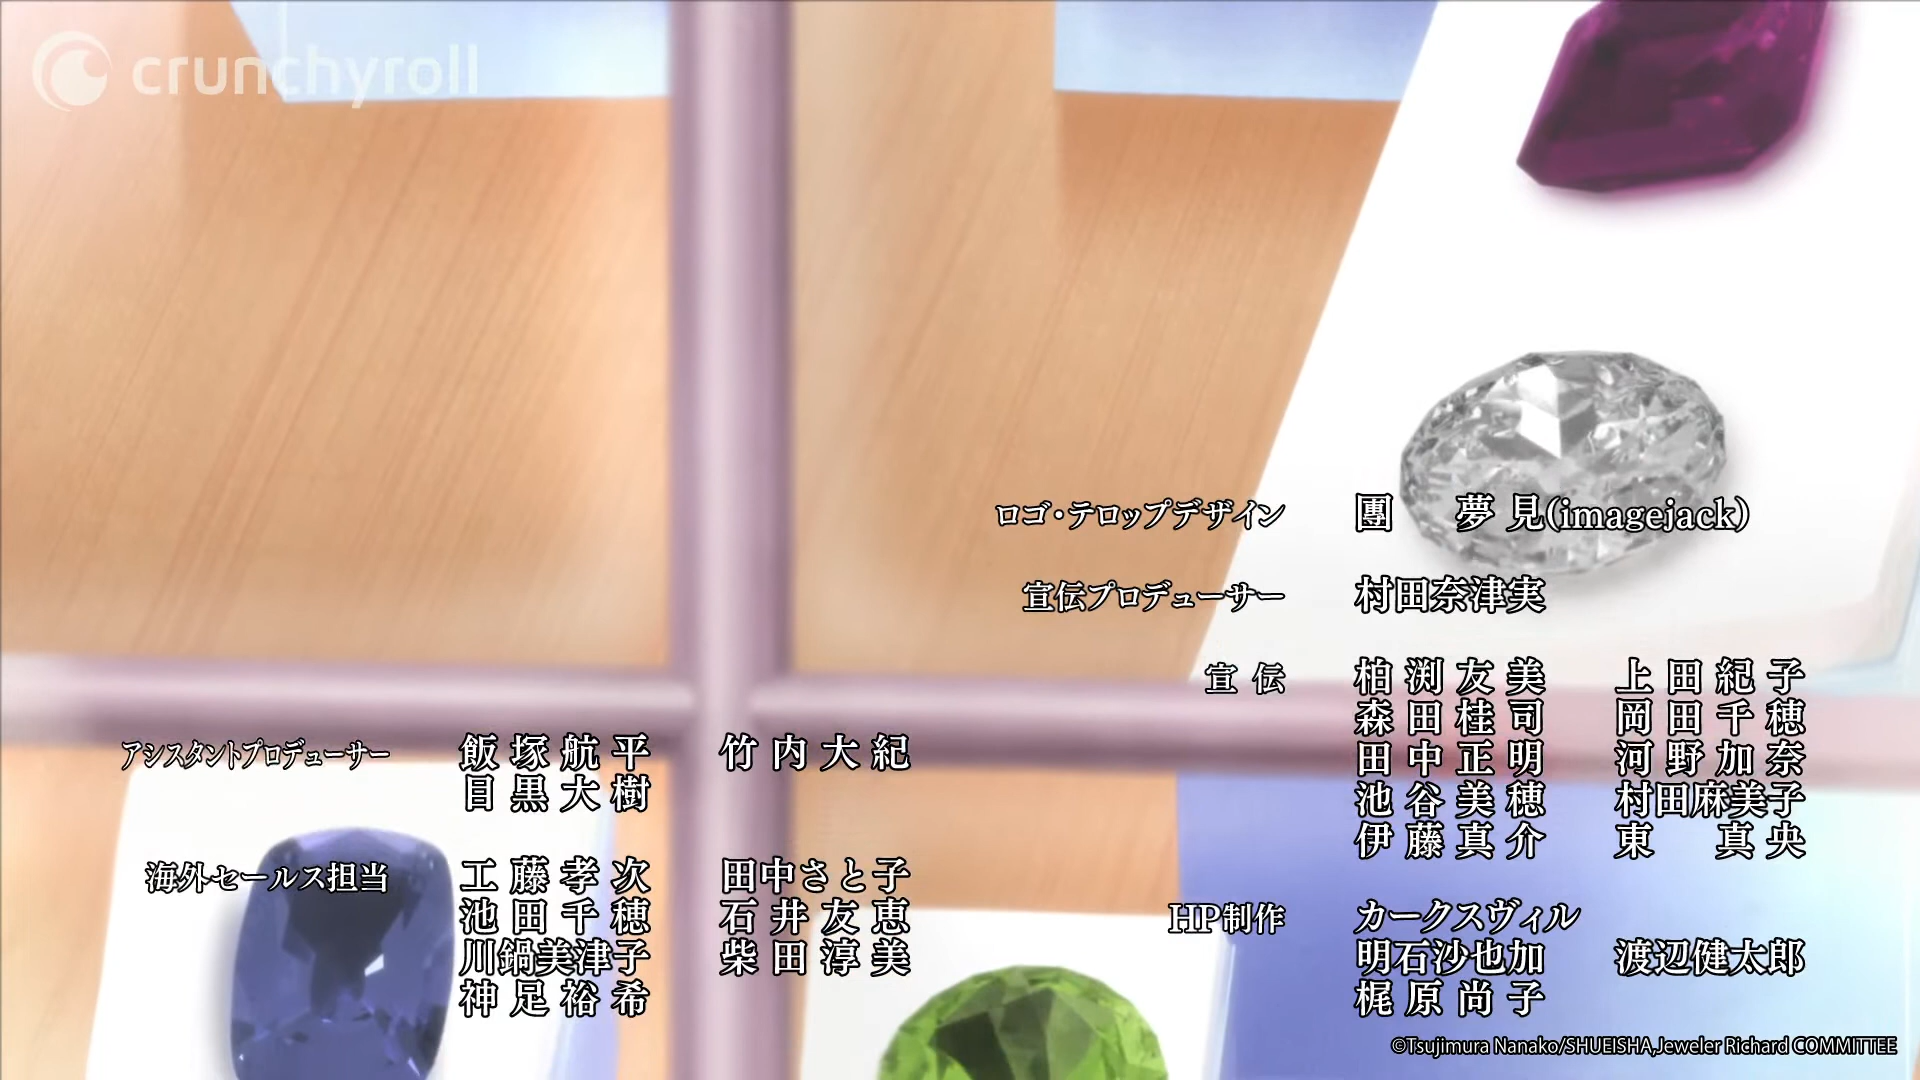 crunchyroll
ロゴ・テロップデザイン 團 夢見(imagejack)
宣伝プロデューサー 村田奈津実
宣伝 柏渕友美 上田紀子
森田桂司 岡田千穂
田中正明 河野加奈
池谷美穂 村田麻美子
伊藤真介 東 真央
HP制作 カークスヴィル
明石沙也加 渡辺健太郎
梶原尚子
アシスタントプロデューサー 飯塚航平 竹内大紀
目黒大樹
海外セールス担当 工藤孝次 田中さと子
池田千穂 石井友恵
川鍋美津子 柴田淳美
神足裕希
©Tsujimura Nanako/SHUEISHA,Jeweler Richard COMMITTEE